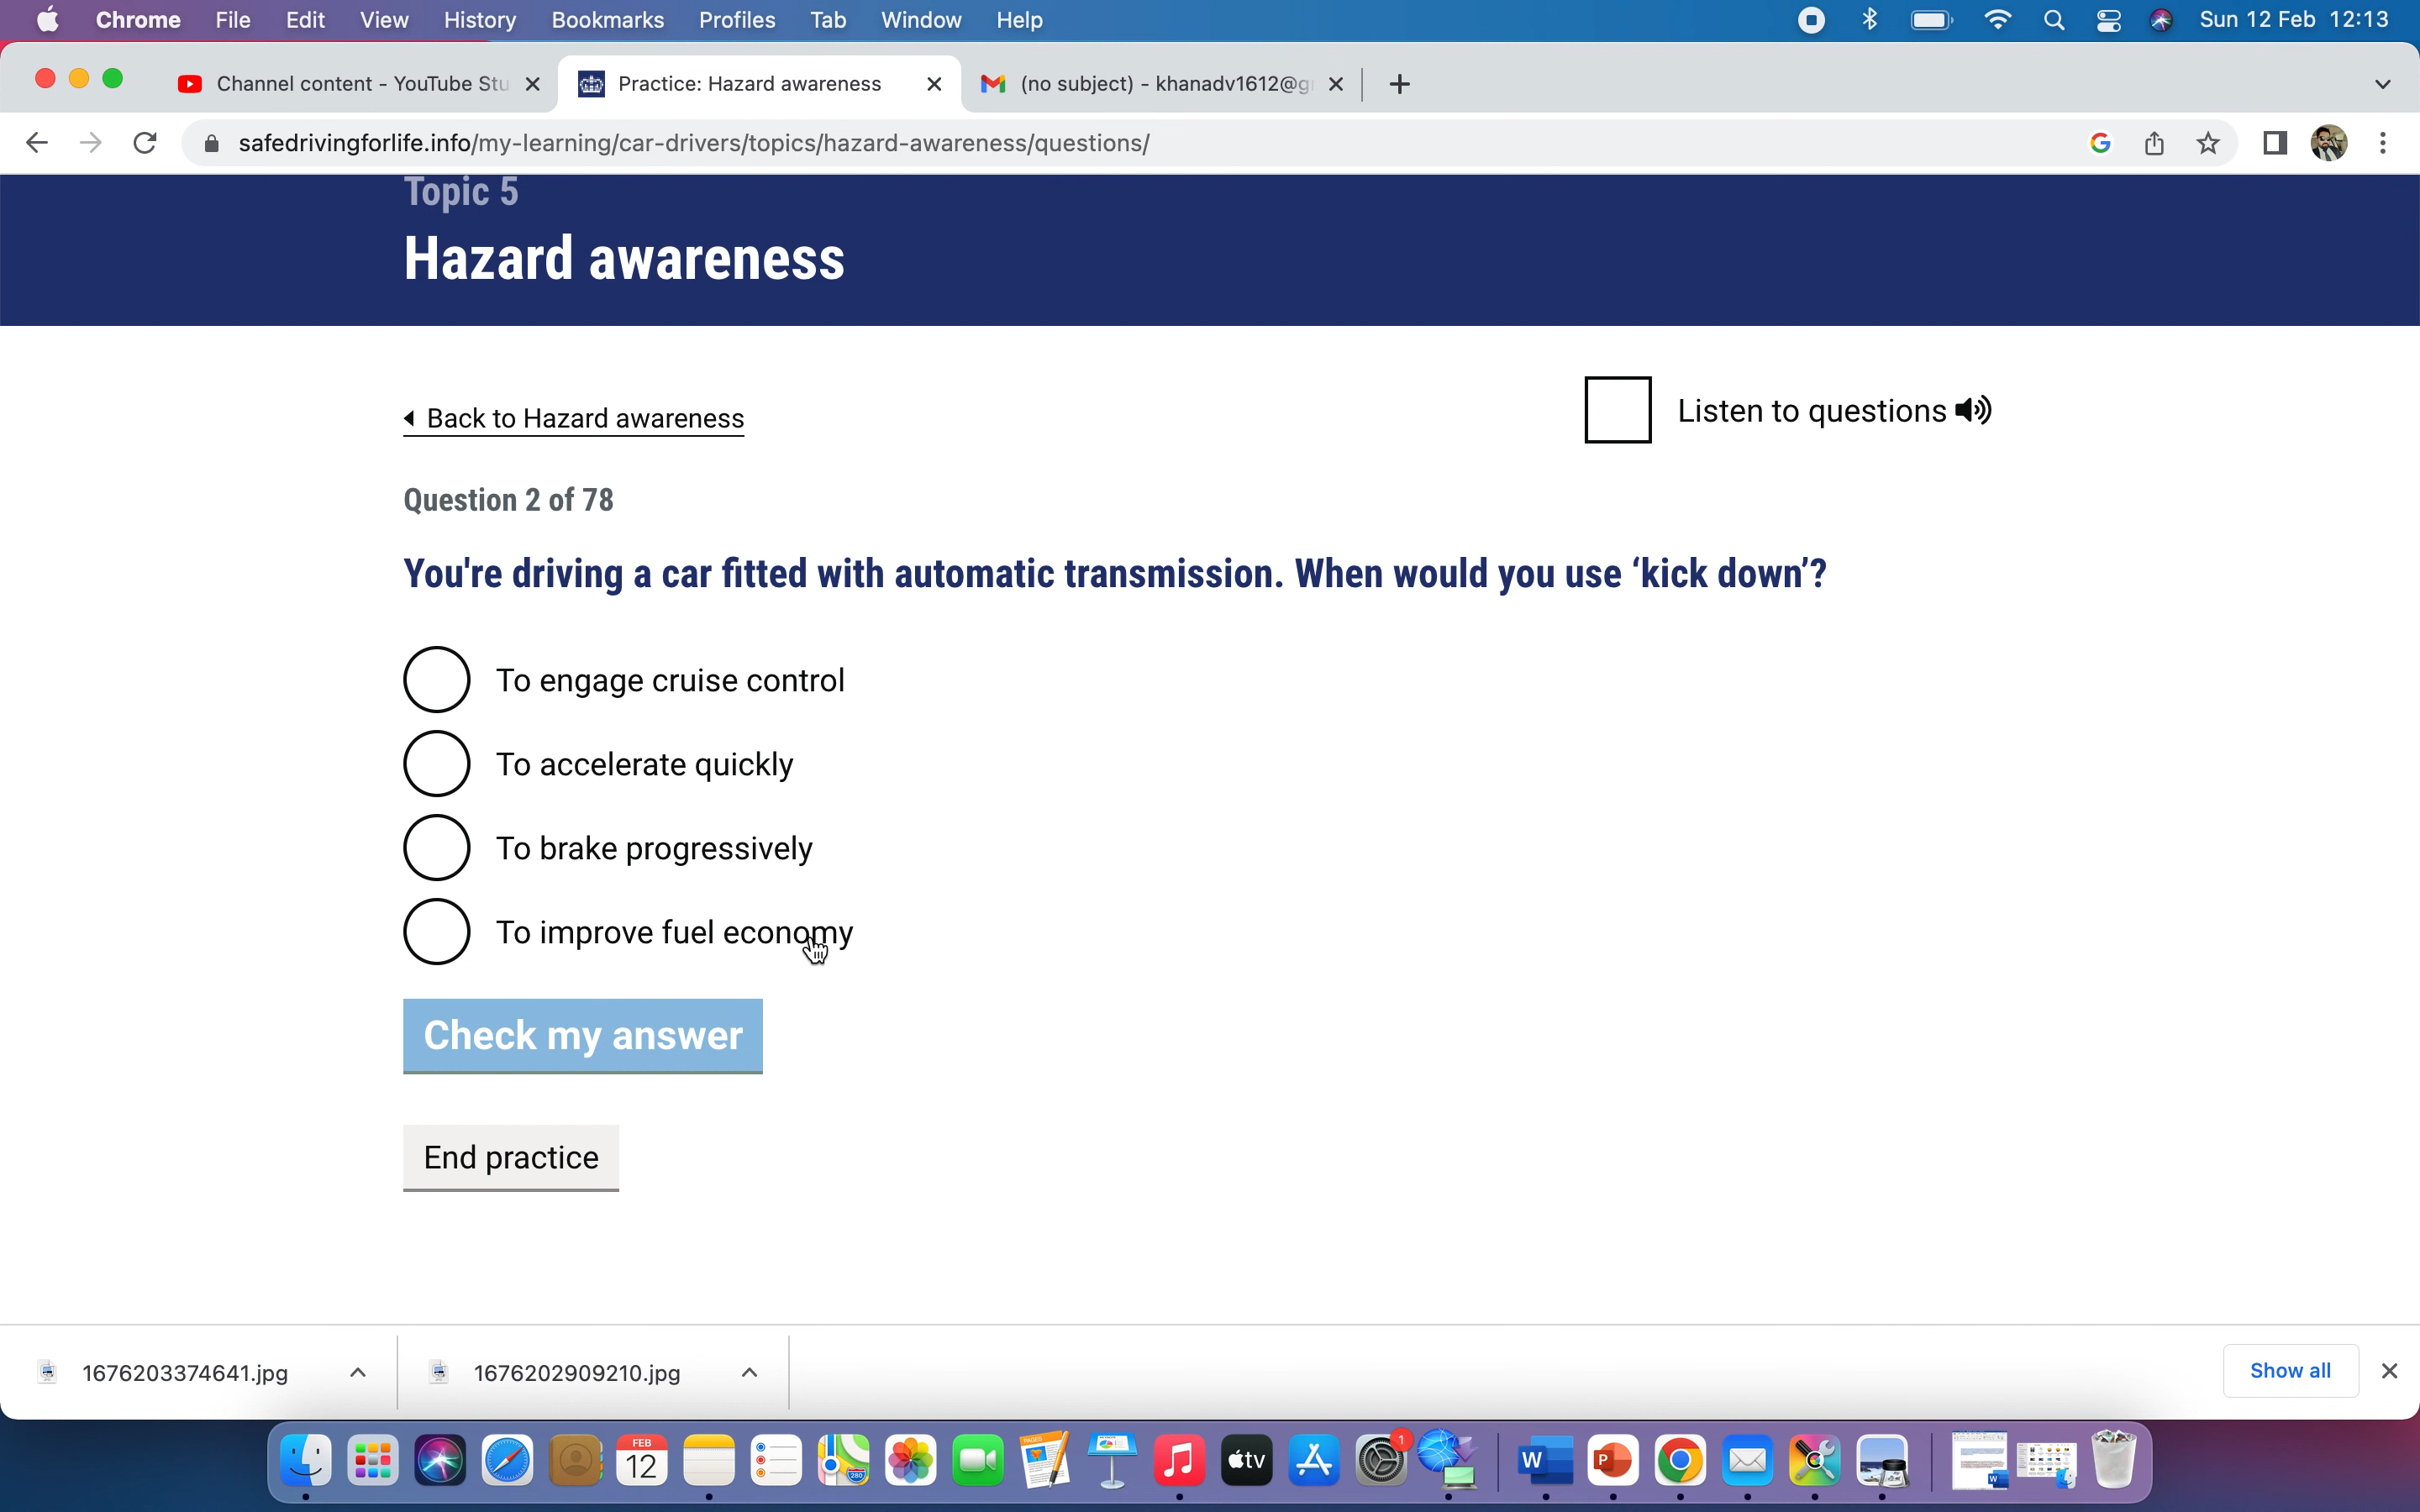 Chrome File Edit View History Bookmarks Profiles Tab Window Help Sun 12 Feb 12:13
Channel content - YouTube Stu Practice: Hazard awareness (no subject) - khanadv1612@g
safedrivingforlife.info/my-learning/car-drivers/topics/hazard-awareness/questions/
Topic 5
Hazard awareness
Back to Hazard awareness Listen to questions
Question 2 of 78
You're driving a car fitted with automatic transmission. When would you use ‘kick down’?
To engage cruise control
To accelerate quickly
To brake progressively
To improve fuel economy
Check my answer
End practice
1676203374641.jpg 1676202909210.jpg Show all
FEB
12
280
PAGES
tv
1
W
P
W